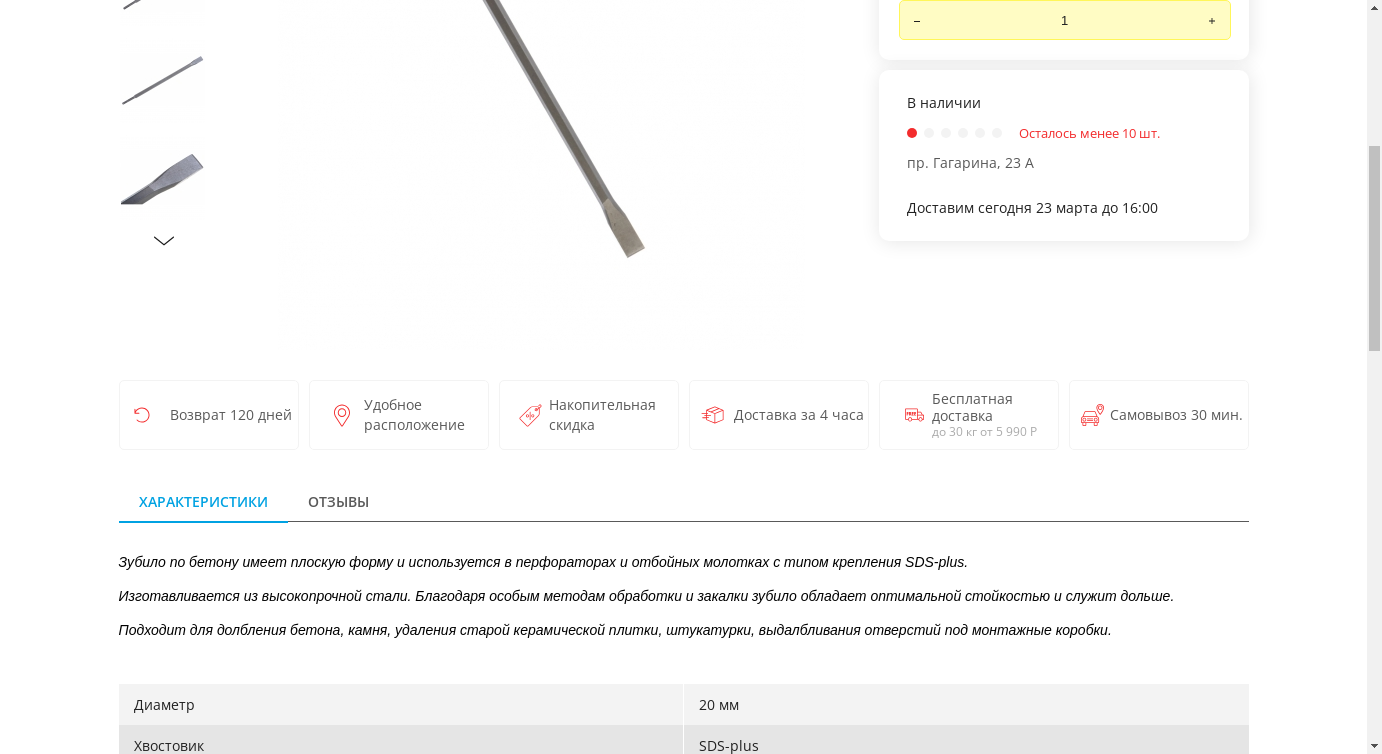 –
1
+
В наличии
Осталось менее 10 шт.
пр. Гагарина, 23 А
Доставим сегодня 23 марта до 16:00
Возврат 120 дней
Удобное
расположение
Накопительная
скидка
Доставка за 4 часа
Бесплатная
доставка
до 30 кг от 5 990 Р
Самовывоз 30 мин.
ХАРАКТЕРИСТИКИ
ОТЗЫВЫ
Зубило по бетону имеет плоскую форму и используется в перфораторах и отбойных молотках с типом крепления SDS-plus.
Изготавливается из высокопрочной стали. Благодаря особым методам обработки и закалки зубило обладает оптимальной стойкостью и служит дольше.
Подходит для долбления бетона, камня, удаления старой керамической плитки, штукатурки, выдалбливания отверстий под монтажные коробки.
Диаметр
20 мм
Хвостовик
SDS-plus